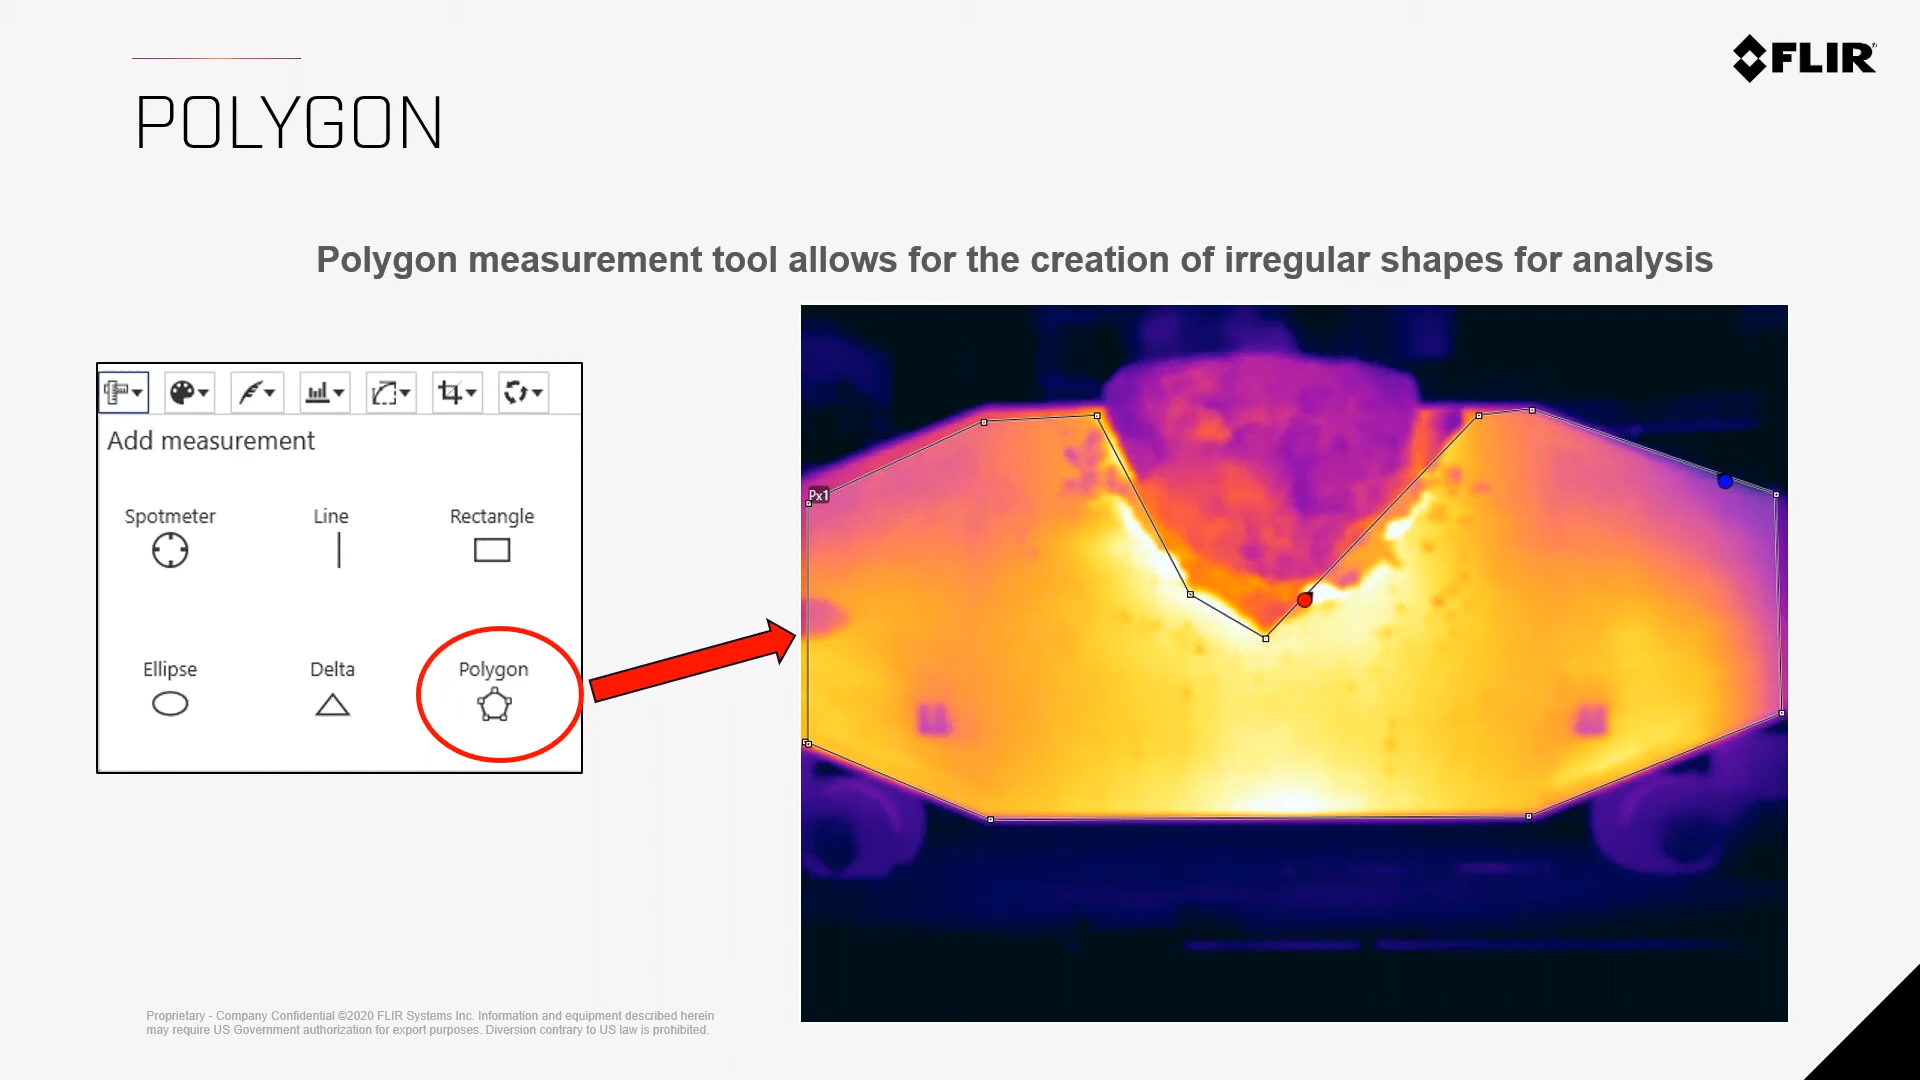 FLIR
POLYGON
Polygon measurement tool allows for the creation of irregular shapes for analysis
Add measurement
Spotmeter Line Rectangle
Ellipse Delta Polygon
Px1
Proprietary - Company Confidential ©2020 FLIR Systems Inc. Information and equipment described herein
may require US Government authorization for export purposes. Diversion contrary to US law is prohibited.